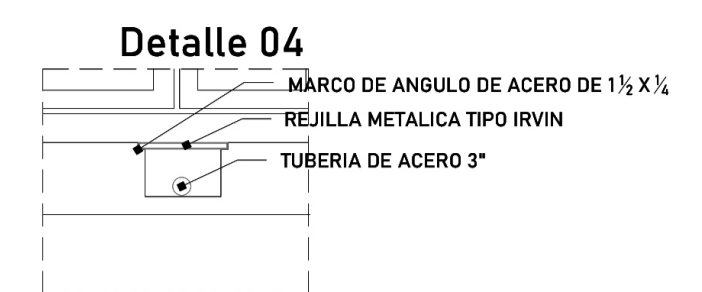 Detalle 04
MARCO DE ANGULO DE ACERO DE 1½ X ¼
REJILLA METALICA TIPO IRVIN
TUBERIA DE ACERO 3"